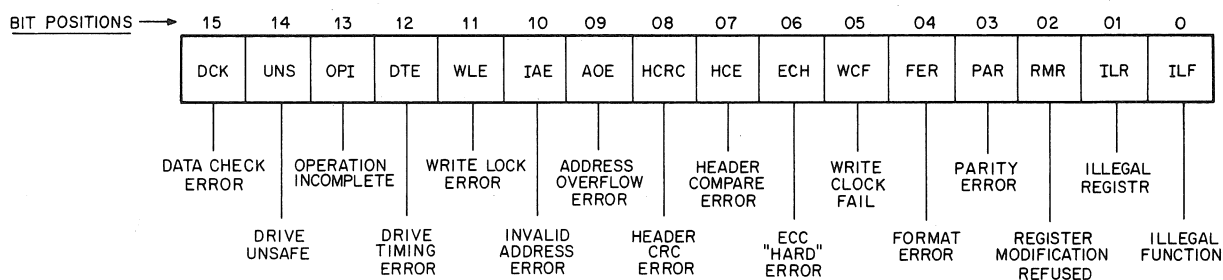 BIT POSITIONS 15 14 13 12 11 10 09 08 07 06 05 04 03 02 01 0
DCK UNS OPI DTE WLE IAE AOE HCRC HCE ECH WCF FER PAR RMR ILR ILF
DATA CHECK
ERROR
OPERATION
INCOMPLETE
WRITE LOCK
ERROR
ADDRESS
OVERFLOW
ERROR
HEADER
COMPARE
ERROR
WRITE
CLOCK
FAIL
PARITY
ERROR
ILLEGAL
REGISTR
DRIVE
UNSAFE
DRIVE
TIMING
ERROR
INVALID
ADDRESS
ERROR
HEADER
CRC
ERROR
ECC
"HARD"
ERROR
FORMAT
ERROR
REGISTER
MODIFICATION
REFUSED
ILLEGAL
FUNCTION